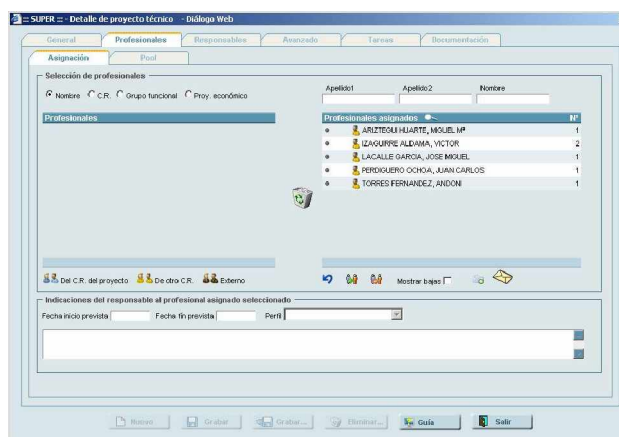 ::: SUPER ::: - Detalle de proyecto técnico - Diálogo Web
General Profesionales Responsables Avanzado Tareas Documentación
Asignación Pool
Selección de profesionales
Nombre C.R. Grupo funcional Proy. económico
Apellido1 Apellido2 Nombre
Profesionales
Profesionales asignados Nº
ARIZTEGUI HUARTE, MIGUEL Mª 1
IZAGUIRRE ALDAMA, VICTOR 2
LACALLE GARCIA, JOSE MIGUEL 1
PERDIGUERO OCHOA, JUAN CARLOS 1
TORRES FERNANDEZ, ANDONI 1
Del C.R. del proyecto De otro C.R. Externo
Mostrar bajas
Indicaciones del responsable al profesional asignado seleccionado
Fecha inicio prevista Fecha fin prevista Perfil
Nuevo Grabar Grabar... Eliminar... Guía Salir